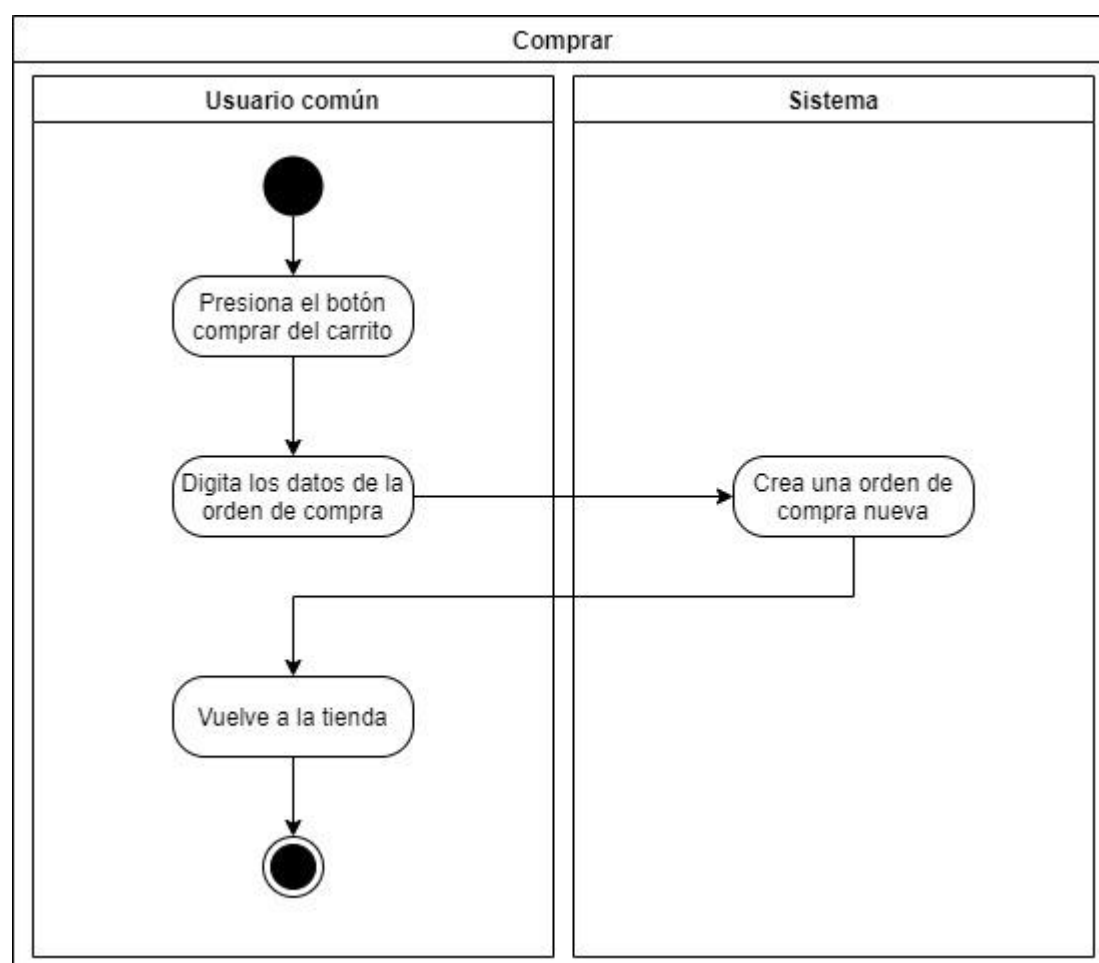 Comprar
Usuario común
Sistema
Presiona el botón
comprar del carrito
Digita los datos de la
orden de compra
Crea una orden de
compra nueva
Vuelve a la tienda